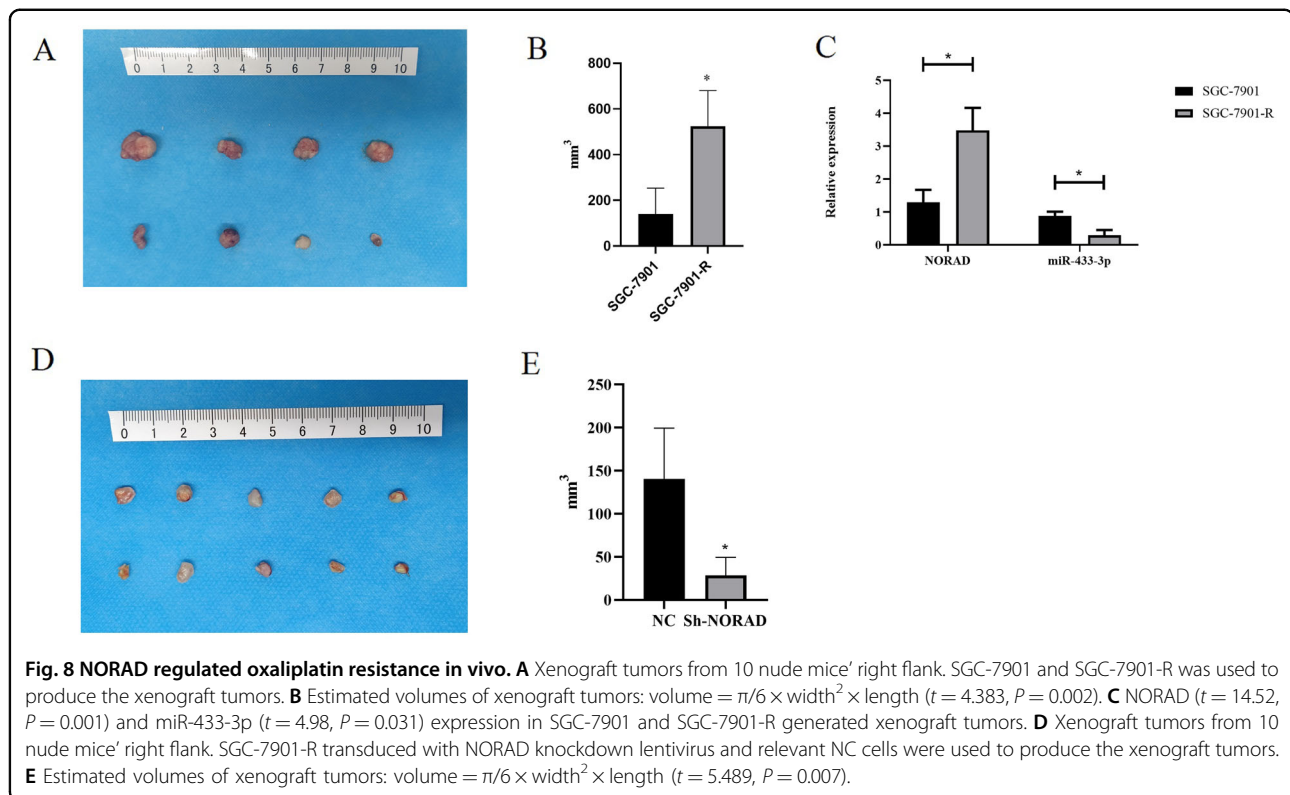 A
0 1 2 3 4 5 6 7 8 9 10
B
800
600
400
200
0
mm³
*
SGC-7901
SGC-7901-R
C
5
4
3
2
1
0
Relative expression
*
*
NORAD miR-433-3p
SGC-7901
SGC-7901-R
D
0 1 2 3 4 5 6 7 8 9 10
E
250
200
150
100
50
0
mm³
*
NC Sh-NORAD
Fig. 8 NORAD regulated oxaliplatin resistance in vivo. A Xenograft tumors from 10 nude mice' right flank. SGC-7901 and SGC-7901-R was used to
produce the xenograft tumors. B Estimated volumes of xenograft tumors: volume = π/6 × width² × length (t = 4.383, P = 0.002). C NORAD (t = 14.52,
P = 0.001) and miR-433-3p (t = 4.98, P = 0.031) expression in SGC-7901 and SGC-7901-R generated xenograft tumors. D Xenograft tumors from 10
nude mice' right flank. SGC-7901-R transduced with NORAD knockdown lentivirus and relevant NC cells were used to produce the xenograft tumors.
E Estimated volumes of xenograft tumors: volume = π/6 × width² × length (t = 5.489, P = 0.007).